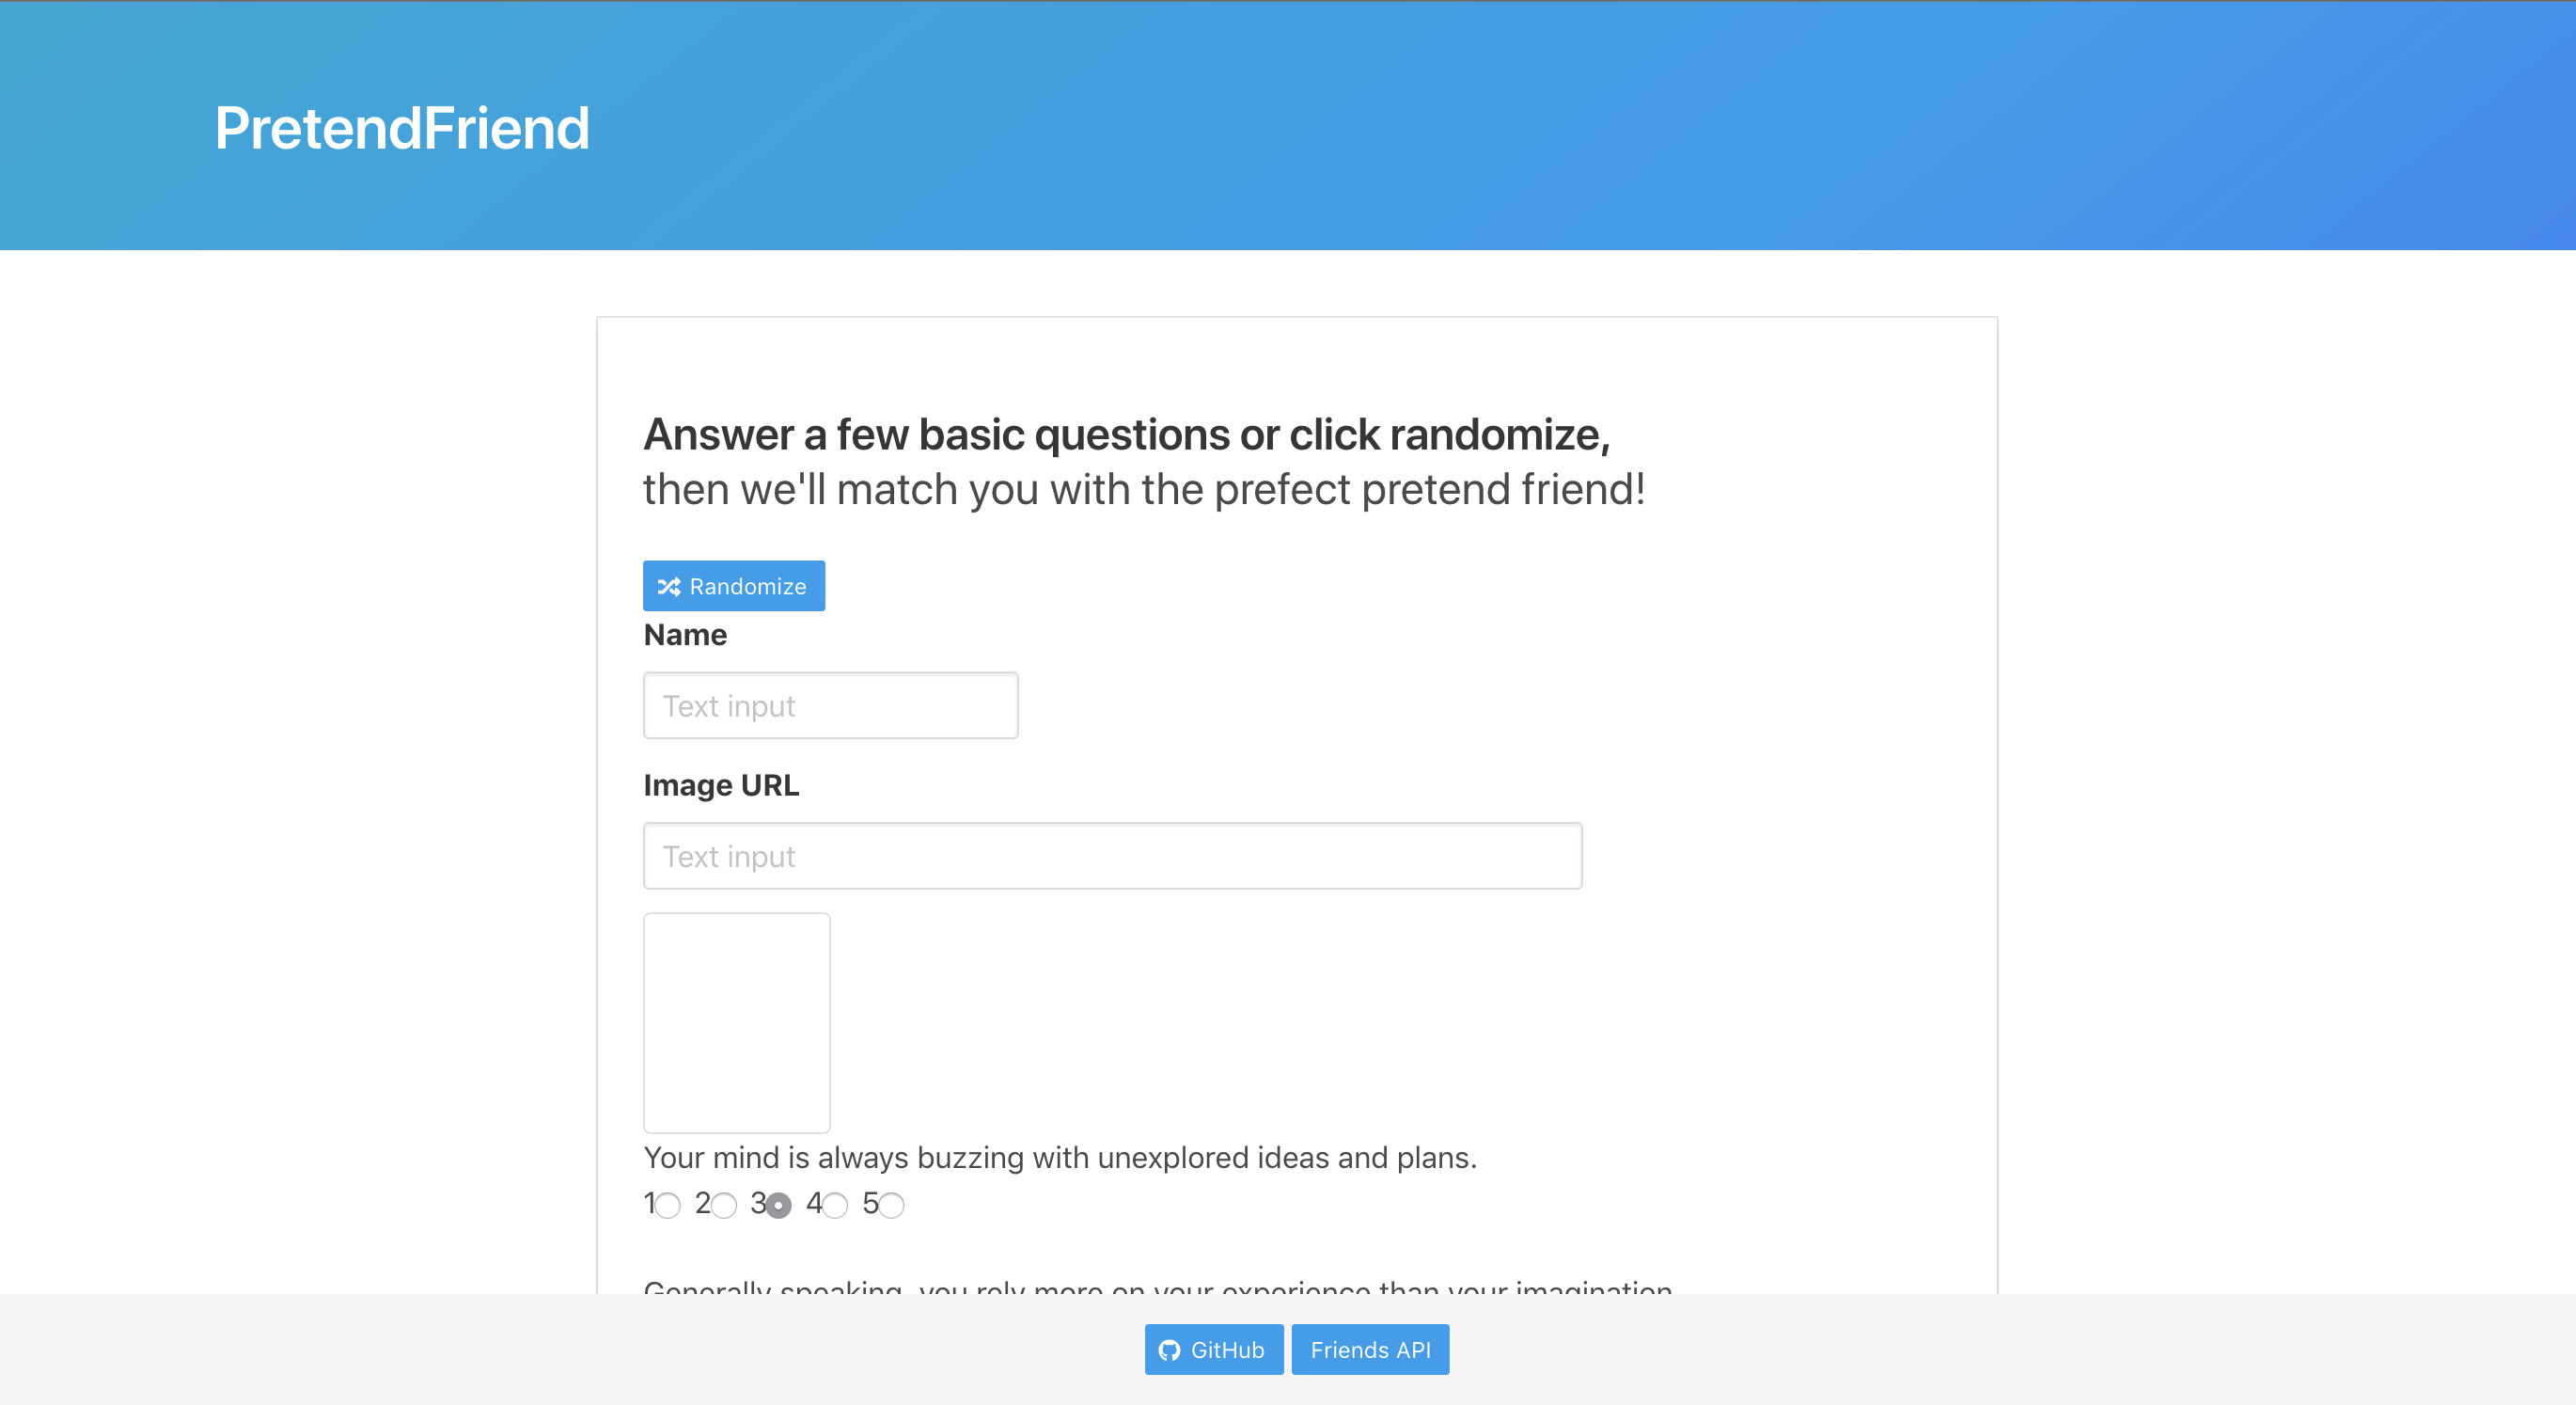 PretendFriend
Answer a few basic questions or click randomize,
then we'll match you with the prefect pretend friend!
Randomize
Name
Text input
Image URL
Text input
Your mind is always buzzing with unexplored ideas and plans.
1 2 3 4 5
Generally speaking, you rely more on your experience than your imagination
GitHub Friends API